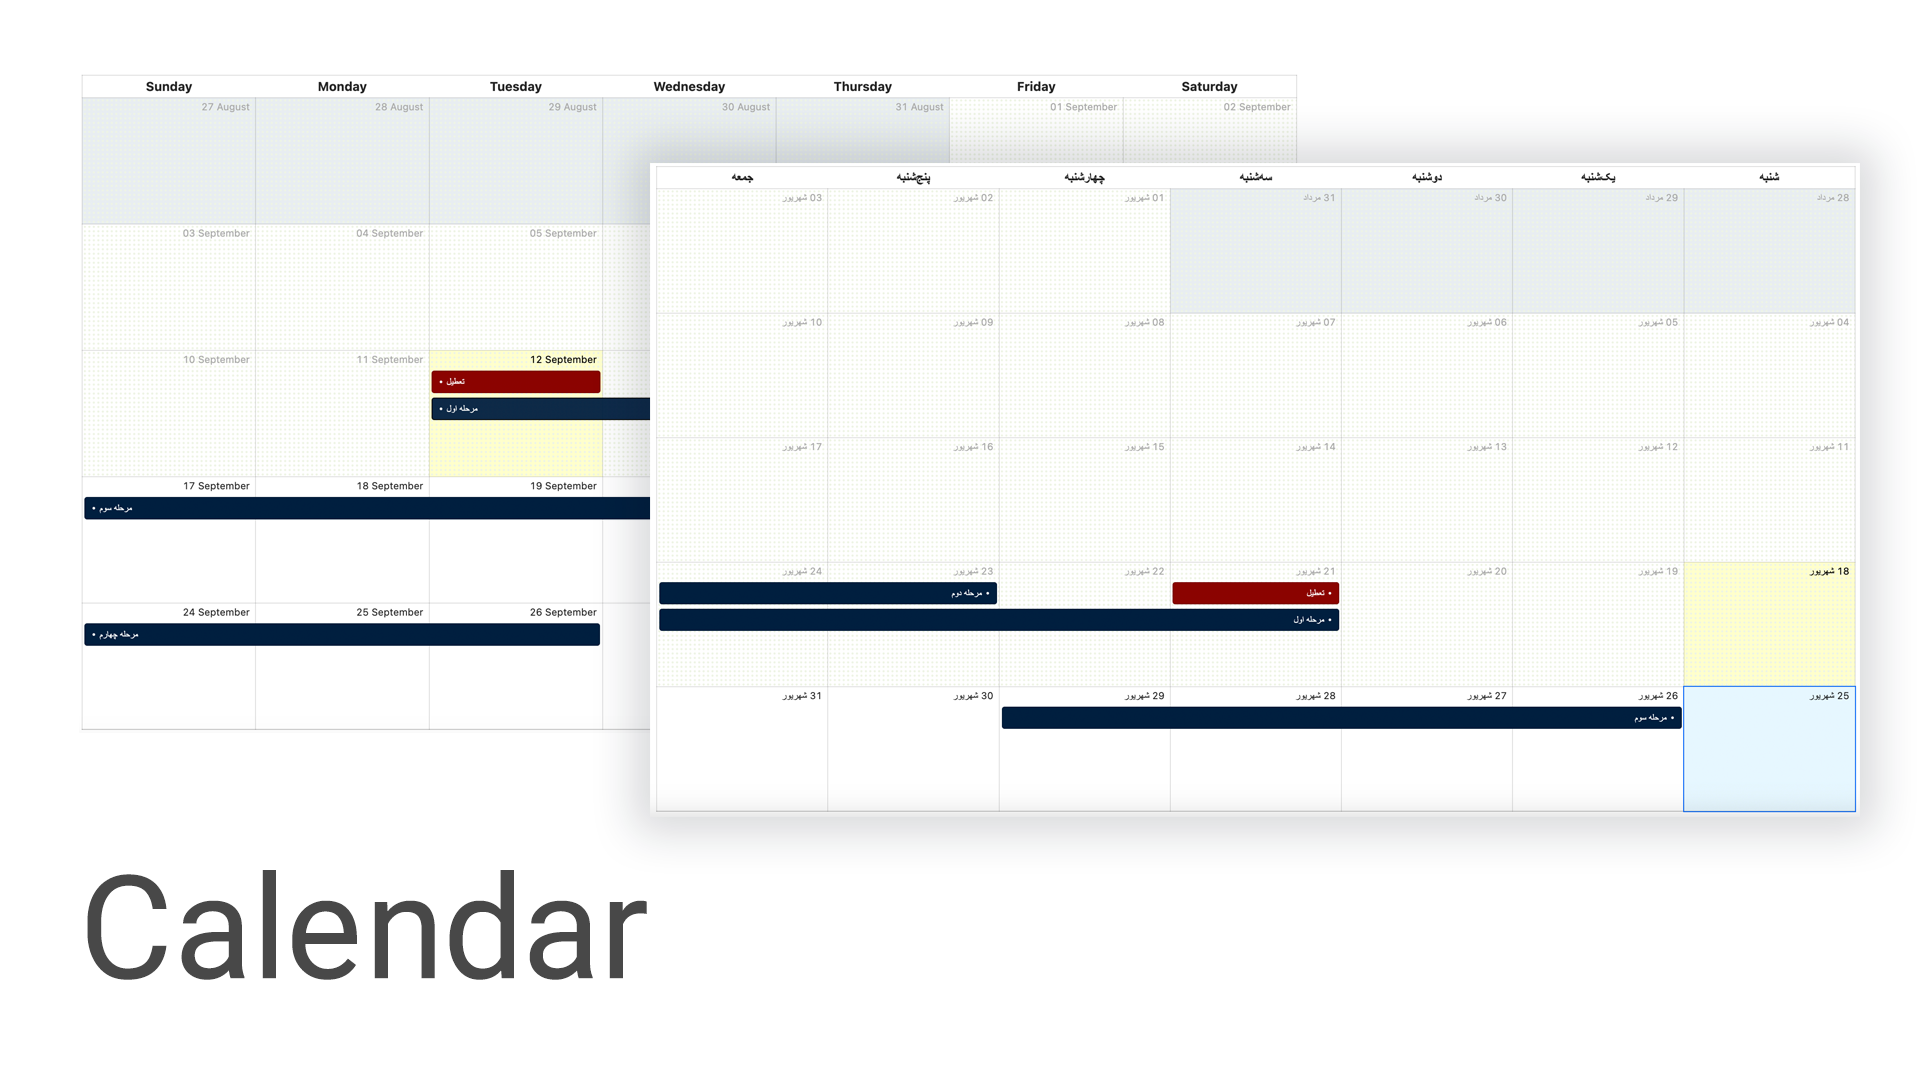 Sunday Monday Tuesday Wednesday Thursday Friday Saturday
27 August 28 August 29 August 30 August 31 August 01 September 02 September
03 September 04 September 05 September
10 September 11 September 12 September
• تعطیل
• مرحله اول
17 September 18 September 19 September
• مرحله سوم
24 September 25 September 26 September
• مرحله چهارم
شنبه یک‌شنبه دوشنبه سه‌شنبه چهارشنبه پنج‌شنبه جمعه
28 مرداد 29 مرداد 30 مرداد 31 مرداد 01 شهریور 02 شهریور 03 شهریور
04 شهریور 05 شهریور 06 شهریور 07 شهریور 08 شهریور 09 شهریور 10 شهریور
11 شهریور 12 شهریور 13 شهریور 14 شهریور 15 شهریور 16 شهریور 17 شهریور
18 شهریور 19 شهریور 20 شهریور 21 شهریور 22 شهریور 23 شهریور 24 شهریور
• تعطیل • مرحله دوم
• مرحله اول
25 شهریور 26 شهریور 27 شهریور 28 شهریور 29 شهریور 30 شهریور 31 شهریور
• مرحله سوم
Calendar